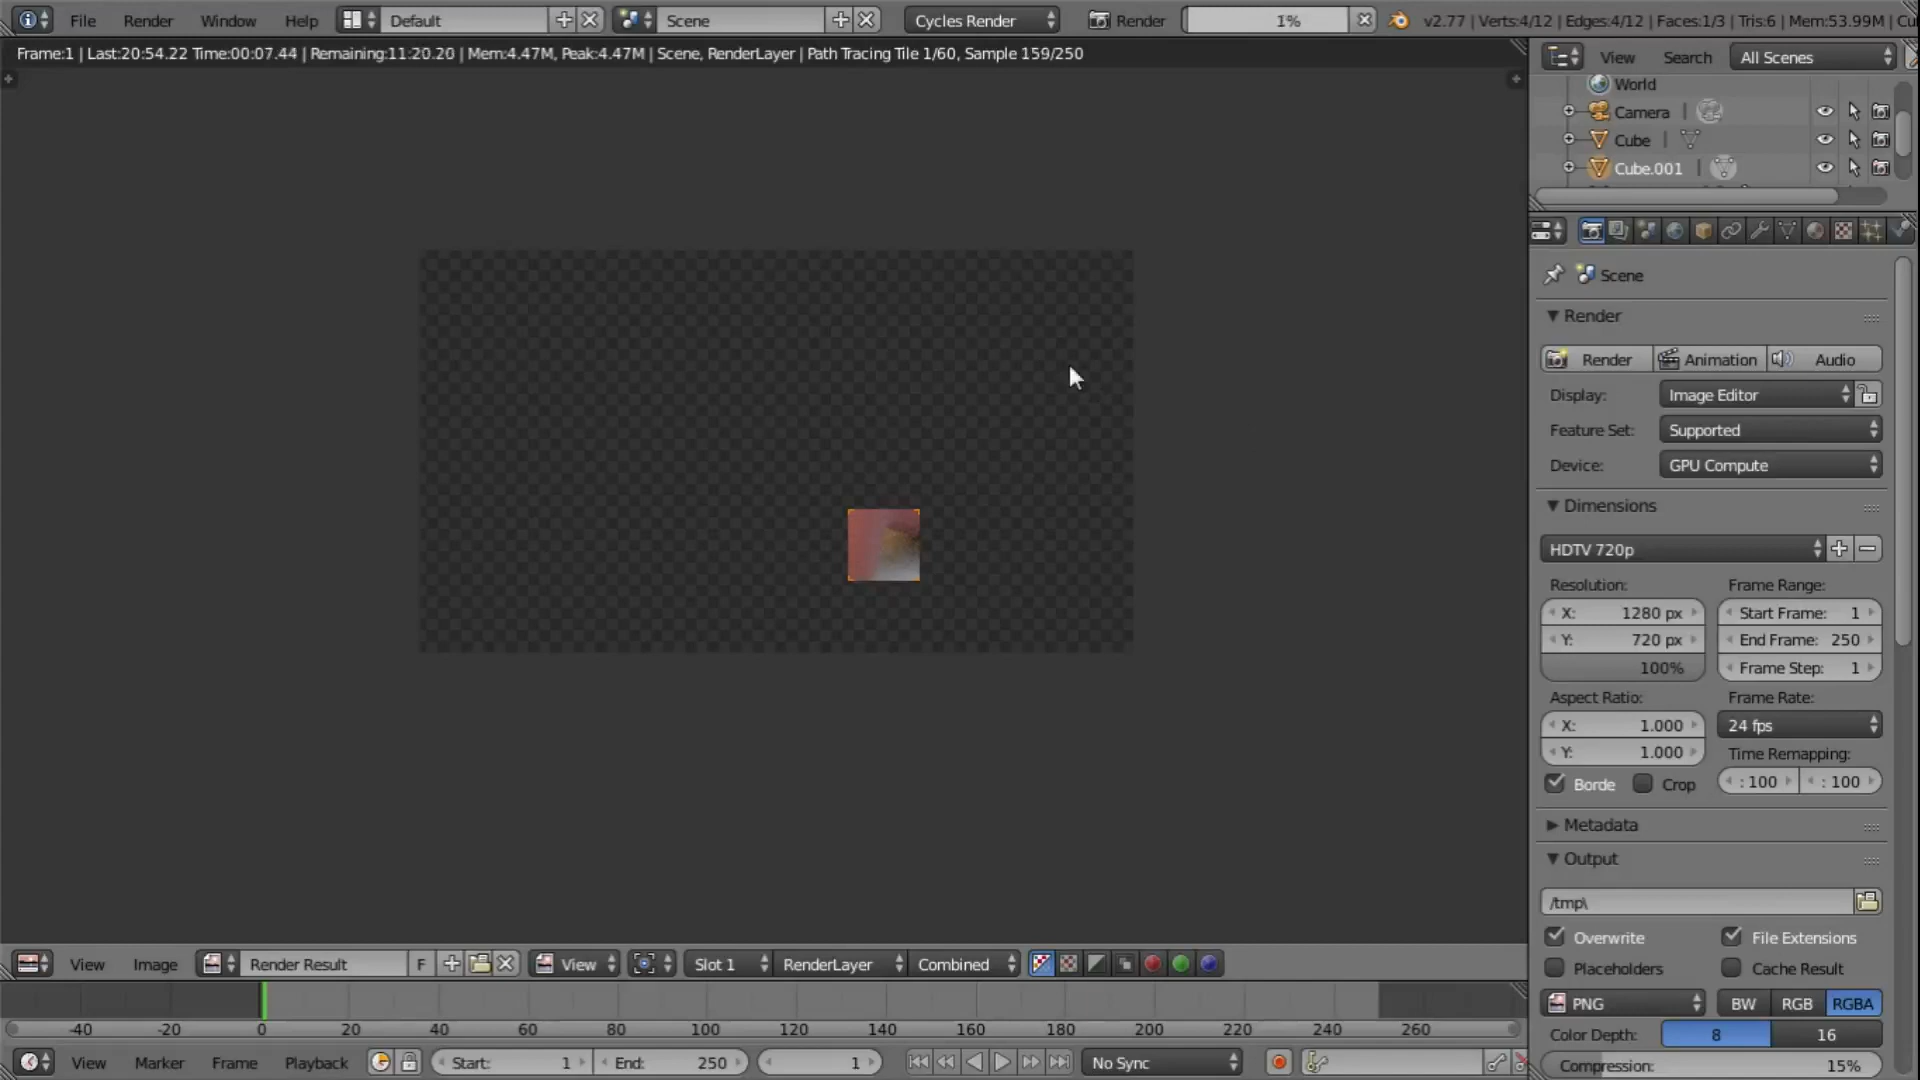 File Render Window Help Default Scene Cycles Render Render 1% v2.77 | Verts:4/12 | Edges:4/12 | Faces:1/3 | Tris:6 | Mem:53.99M | Cu
Frame:1 | Last:20:54.22 Time:00:07.44 | Remaining:11:20.20 | Mem:4.47M, Peak:4.47M | Scene, RenderLayer | Path Tracing Tile 1/60, Sample 159/250
View Search All Scenes
World
Camera
Cube
Cube.001
Scene
Render
Render Animation Audio
Display: Image Editor
Feature Set: Supported
Device: GPU Compute
Dimensions
HDTV 720p
Resolution: Frame Range:
X: 1280 px Start Frame: 1
Y: 720 px End Frame: 250
100% Frame Step: 1
Aspect Ratio: Frame Rate:
X: 1.000 24 fps
Y: 1.000 Time Remapping:
Borde Crop : 100 : 100
Metadata
Output
/tmp\
Overwrite File Extensions
Placeholders Cache Result
PNG BW RGB RGBA
Color Depth: 8 16
Compression: 15%
View Image Render Result F View Slot 1 RenderLayer Combined
-40 -20 0 20 40 60 80 100 120 140 160 180 200 220 240 260
View Marker Frame Playback Start: 1 End: 250 1 No Sync